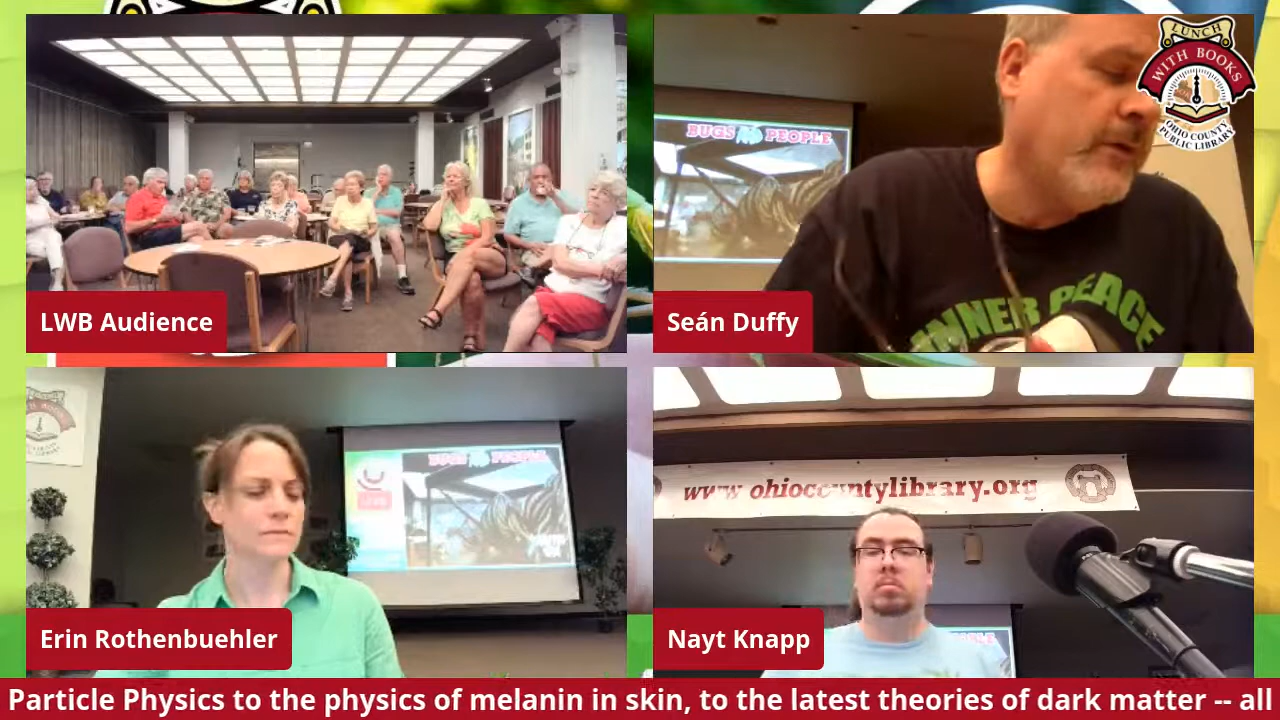 LUNCH
WITH BOOKS
OHIO COUNTY
PUBLIC LIBRARY
BUGS PEOPLE
INNER PEACE
LWB Audience
Seán Duffy
BUGS PEOPLE
www.ohiocountylibrary.org
Erin Rothenbuehler
Nayt Knapp
Particle Physics to the physics of melanin in skin, to the latest theories of dark matter -- all